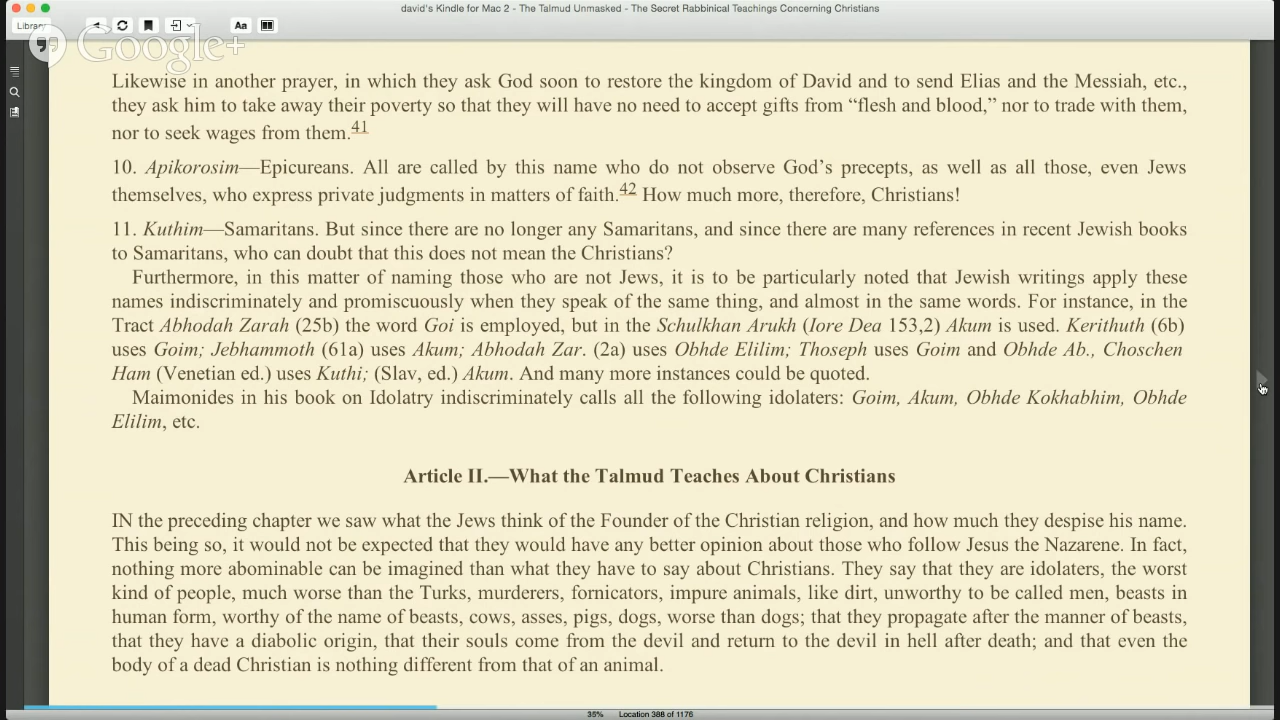 david's Kindle for Mac 2 - The Talmud Unmasked - The Secret Rabbinical Teachings Concerning Christians
Library
Aa
Google+
Likewise in another prayer, in which they ask God soon to restore the kingdom of David and to send Elias and the Messiah, etc.,
they ask him to take away their poverty so that they will have no need to accept gifts from “flesh and blood,” nor to trade with them,
nor to seek wages from them.41
10. Apikorosim—Epicureans. All are called by this name who do not observe God’s precepts, as well as all those, even Jews
themselves, who express private judgments in matters of faith.42 How much more, therefore, Christians!
11. Kuthim—Samaritans. But since there are no longer any Samaritans, and since there are many references in recent Jewish books
to Samaritans, who can doubt that this does not mean the Christians?
Furthermore, in this matter of naming those who are not Jews, it is to be particularly noted that Jewish writings apply these
names indiscriminately and promiscuously when they speak of the same thing, and almost in the same words. For instance, in the
Tract Abhodah Zarah (25b) the word Goi is employed, but in the Schulkhan Arukh (Iore Dea 153,2) Akum is used. Kerithuth (6b)
uses Goim; Jebhammoth (61a) uses Akum; Abhodah Zar. (2a) uses Obhde Elilim; Thoseph uses Goim and Obhde Ab., Choschen
Ham (Venetian ed.) uses Kuthi; (Slav, ed.) Akum. And many more instances could be quoted.
Maimonides in his book on Idolatry indiscriminately calls all the following idolaters: Goim, Akum, Obhde Kokhabhim, Obhde
Elilim, etc.
Article II.—What the Talmud Teaches About Christians
IN the preceding chapter we saw what the Jews think of the Founder of the Christian religion, and how much they despise his name.
This being so, it would not be expected that they would have any better opinion about those who follow Jesus the Nazarene. In fact,
nothing more abominable can be imagined than what they have to say about Christians. They say that they are idolaters, the worst
kind of people, much worse than the Turks, murderers, fornicators, impure animals, like dirt, unworthy to be called men, beasts in
human form, worthy of the name of beasts, cows, asses, pigs, dogs, worse than dogs; that they propagate after the manner of beasts,
that they have a diabolic origin, that their souls come from the devil and return to the devil in hell after death; and that even the
body of a dead Christian is nothing different from that of an animal.
35% Location 388 of 1176